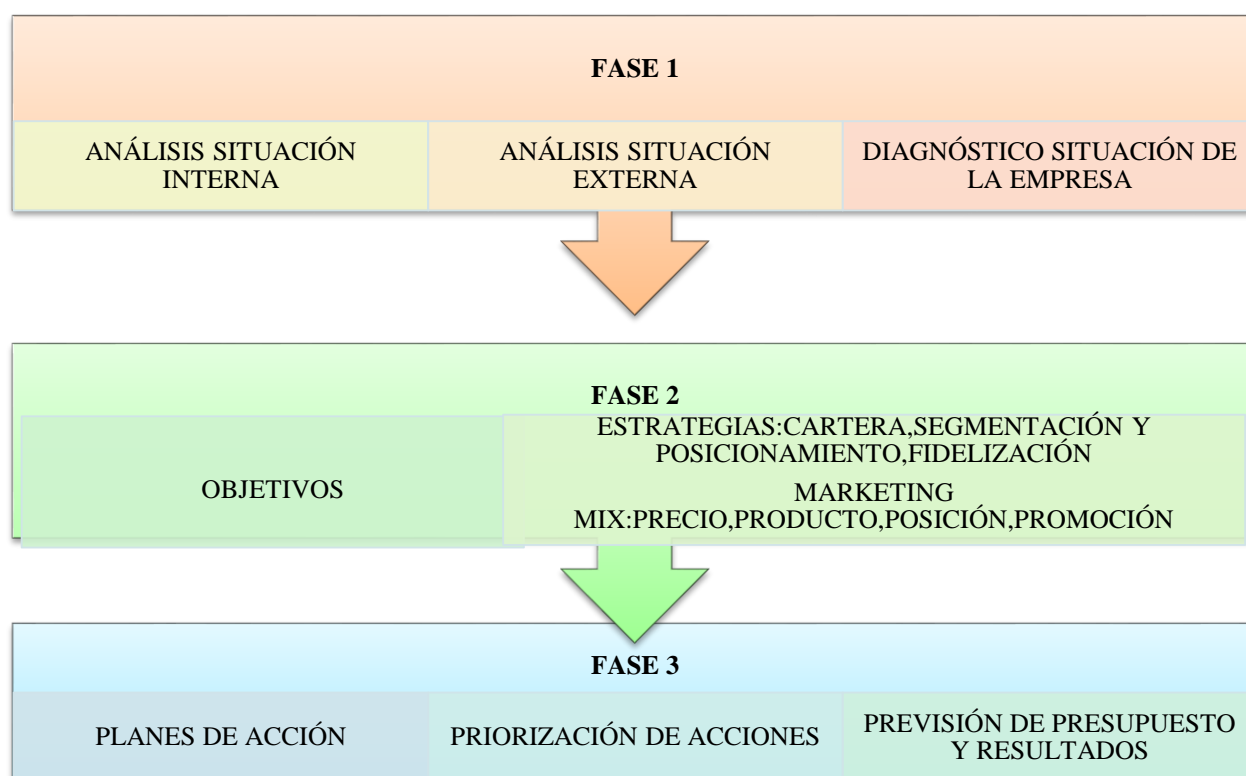 FASE 1
ANÁLISIS SITUACIÓN
INTERNA
ANÁLISIS SITUACIÓN
EXTERNA
DIAGNÓSTICO SITUACIÓN DE
LA EMPRESA
FASE 2
OBJETIVOS
ESTRATEGIAS:CARTERA,SEGMENTACIÓN Y
POSICIONAMIENTO,FIDELIZACIÓN
MARKETING
MIX:PRECIO,PRODUCTO,POSICIÓN,PROMOCIÓN
FASE 3
PLANES DE ACCIÓN
PRIORIZACIÓN DE ACCIONES
PREVISIÓN DE PRESUPUESTO
Y RESULTADOS